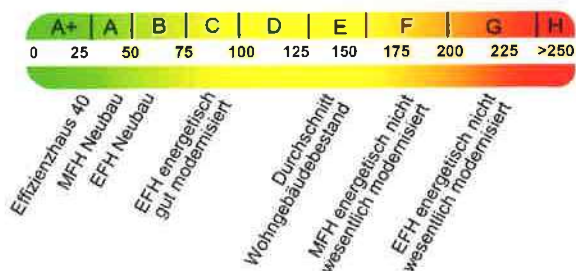 A+ A B C D E F G H
0 25 50 75 100 125 150 175 200 225 >250
Effizienzhaus 40
MFH Neubau
EFH Neubau
EFH energetisch
gut modernisiert
Durchschnitt
Wohngebäudebestand
MFH energetisch nicht
wesentlich modernisiert
EFH energetisch nicht
wesentlich modernisiert